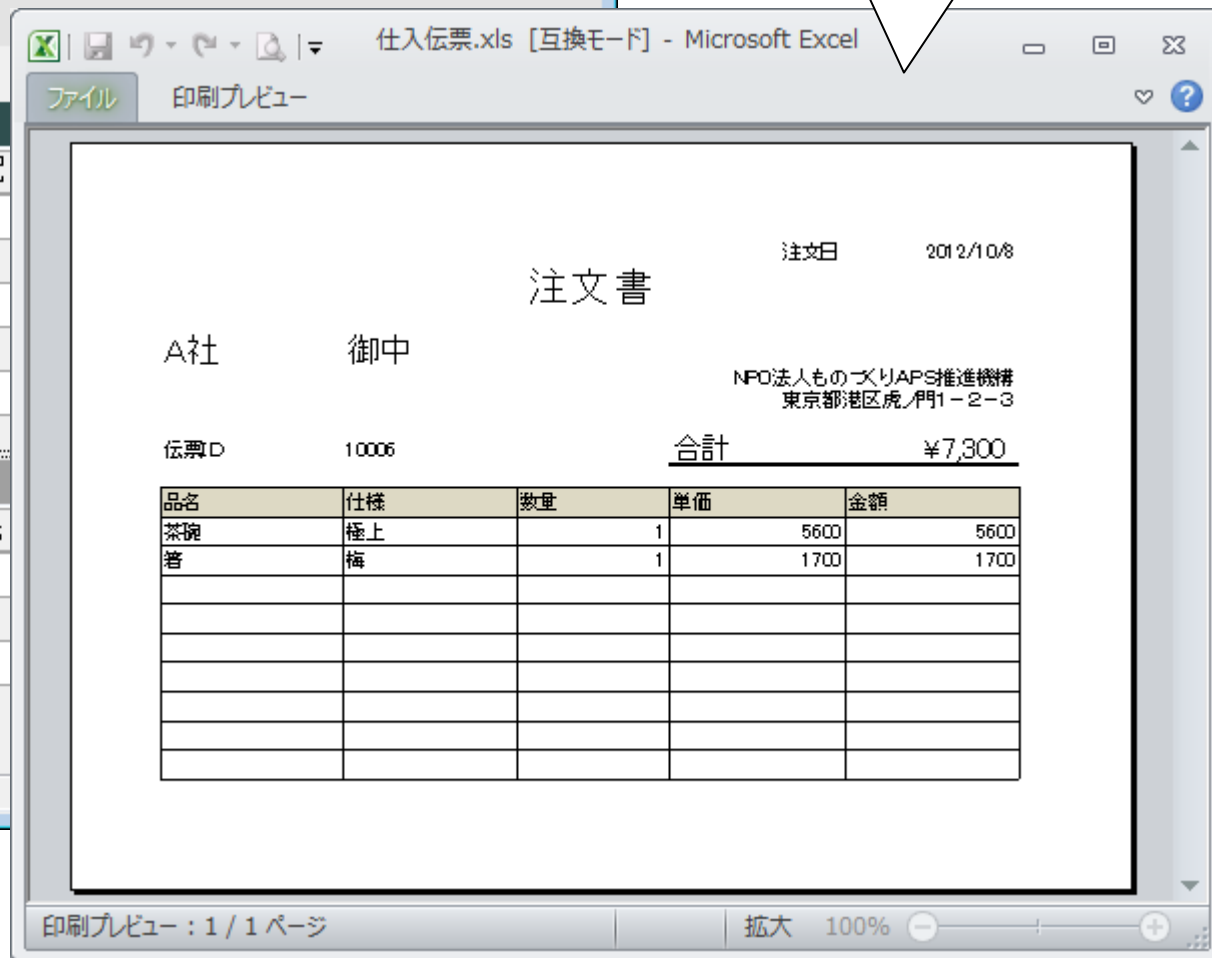 仕入伝票.xls [互換モード] - Microsoft Excel
ファイル 印刷プレビュー
注文日 2012/10/8
注文書
A社 御中
NPO法人ものづくりAPS推進機構
東京都港区虎ノ門1-2-3
伝票ID 10006 合計 ¥7,300
品名 仕様 数量 単価 金額
茶碗 極上 1 5600 5600
箸 梅 1 1700 1700
印刷プレビュー : 1 / 1 ページ 拡大 100%